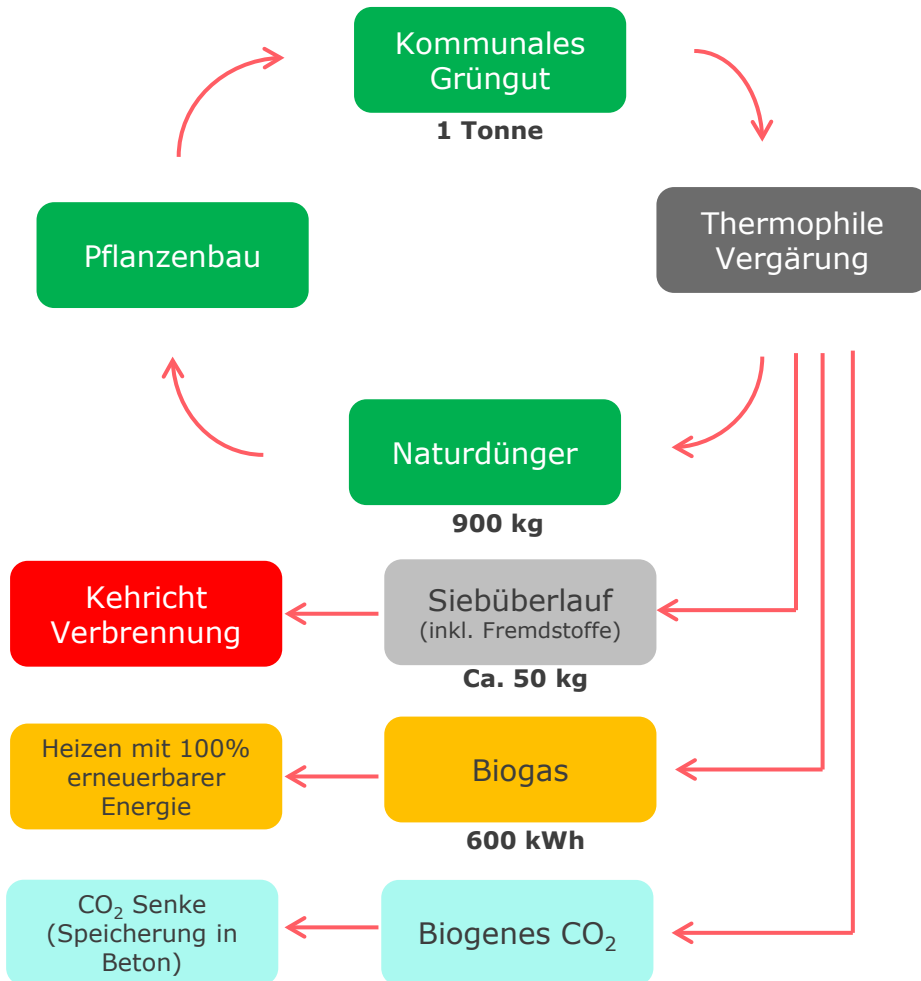 Kommunales
Grüngut
1 Tonne
Thermophile
Vergärung
Pflanzenbau
Naturdünger
900 kg
Kehricht
Verbrennung
Siebüberlauf
(inkl. Fremdstoffe)
Ca. 50 kg
Heizen mit 100%
erneuerbarer
Energie
Biogas
600 kWh
CO₂ Senke
(Speicherung in
Beton)
Biogenes CO₂